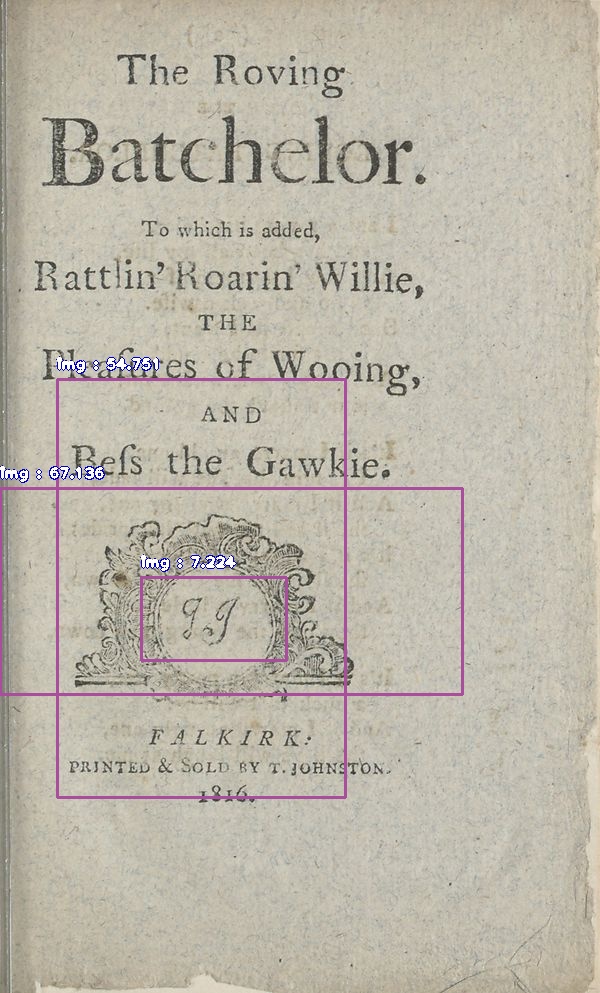 The Roving
Batchelor.
To which is added,
Rattlin' Roarin' Willie,
THE
Pleaſures of Wooing,
Img : 54.751
AND
Beſs the Gawkie.
Img : 67.136
Img : 7.224
JJ
FALKIRK:
PRINTED & SOLD BY T. JOHNSTON.
1816.